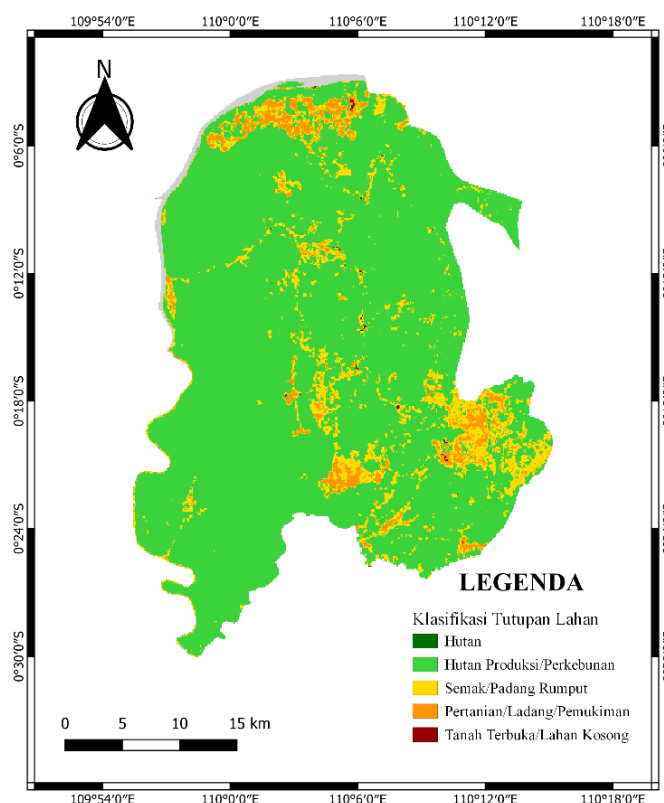 109°54′0″E 110°0′0″E 110°6′0″E 110°12′0″E 110°18′0″E
N
0°6′0″S
0°12′0″S
0°18′0″S
0°24′0″S
0°30′0″S
LEGENDA
Klasifikasi Tutupan Lahan
Hutan
Hutan Produksi/Perkebunan
Semak/Padang Rumput
Pertanian/Ladang/Pemukiman
Tanah Terbuka/Lahan Kosong
0 5 10 15 km
109°54′0″E 110°0′0″E 110°6′0″E 110°12′0″E 110°18′0″E